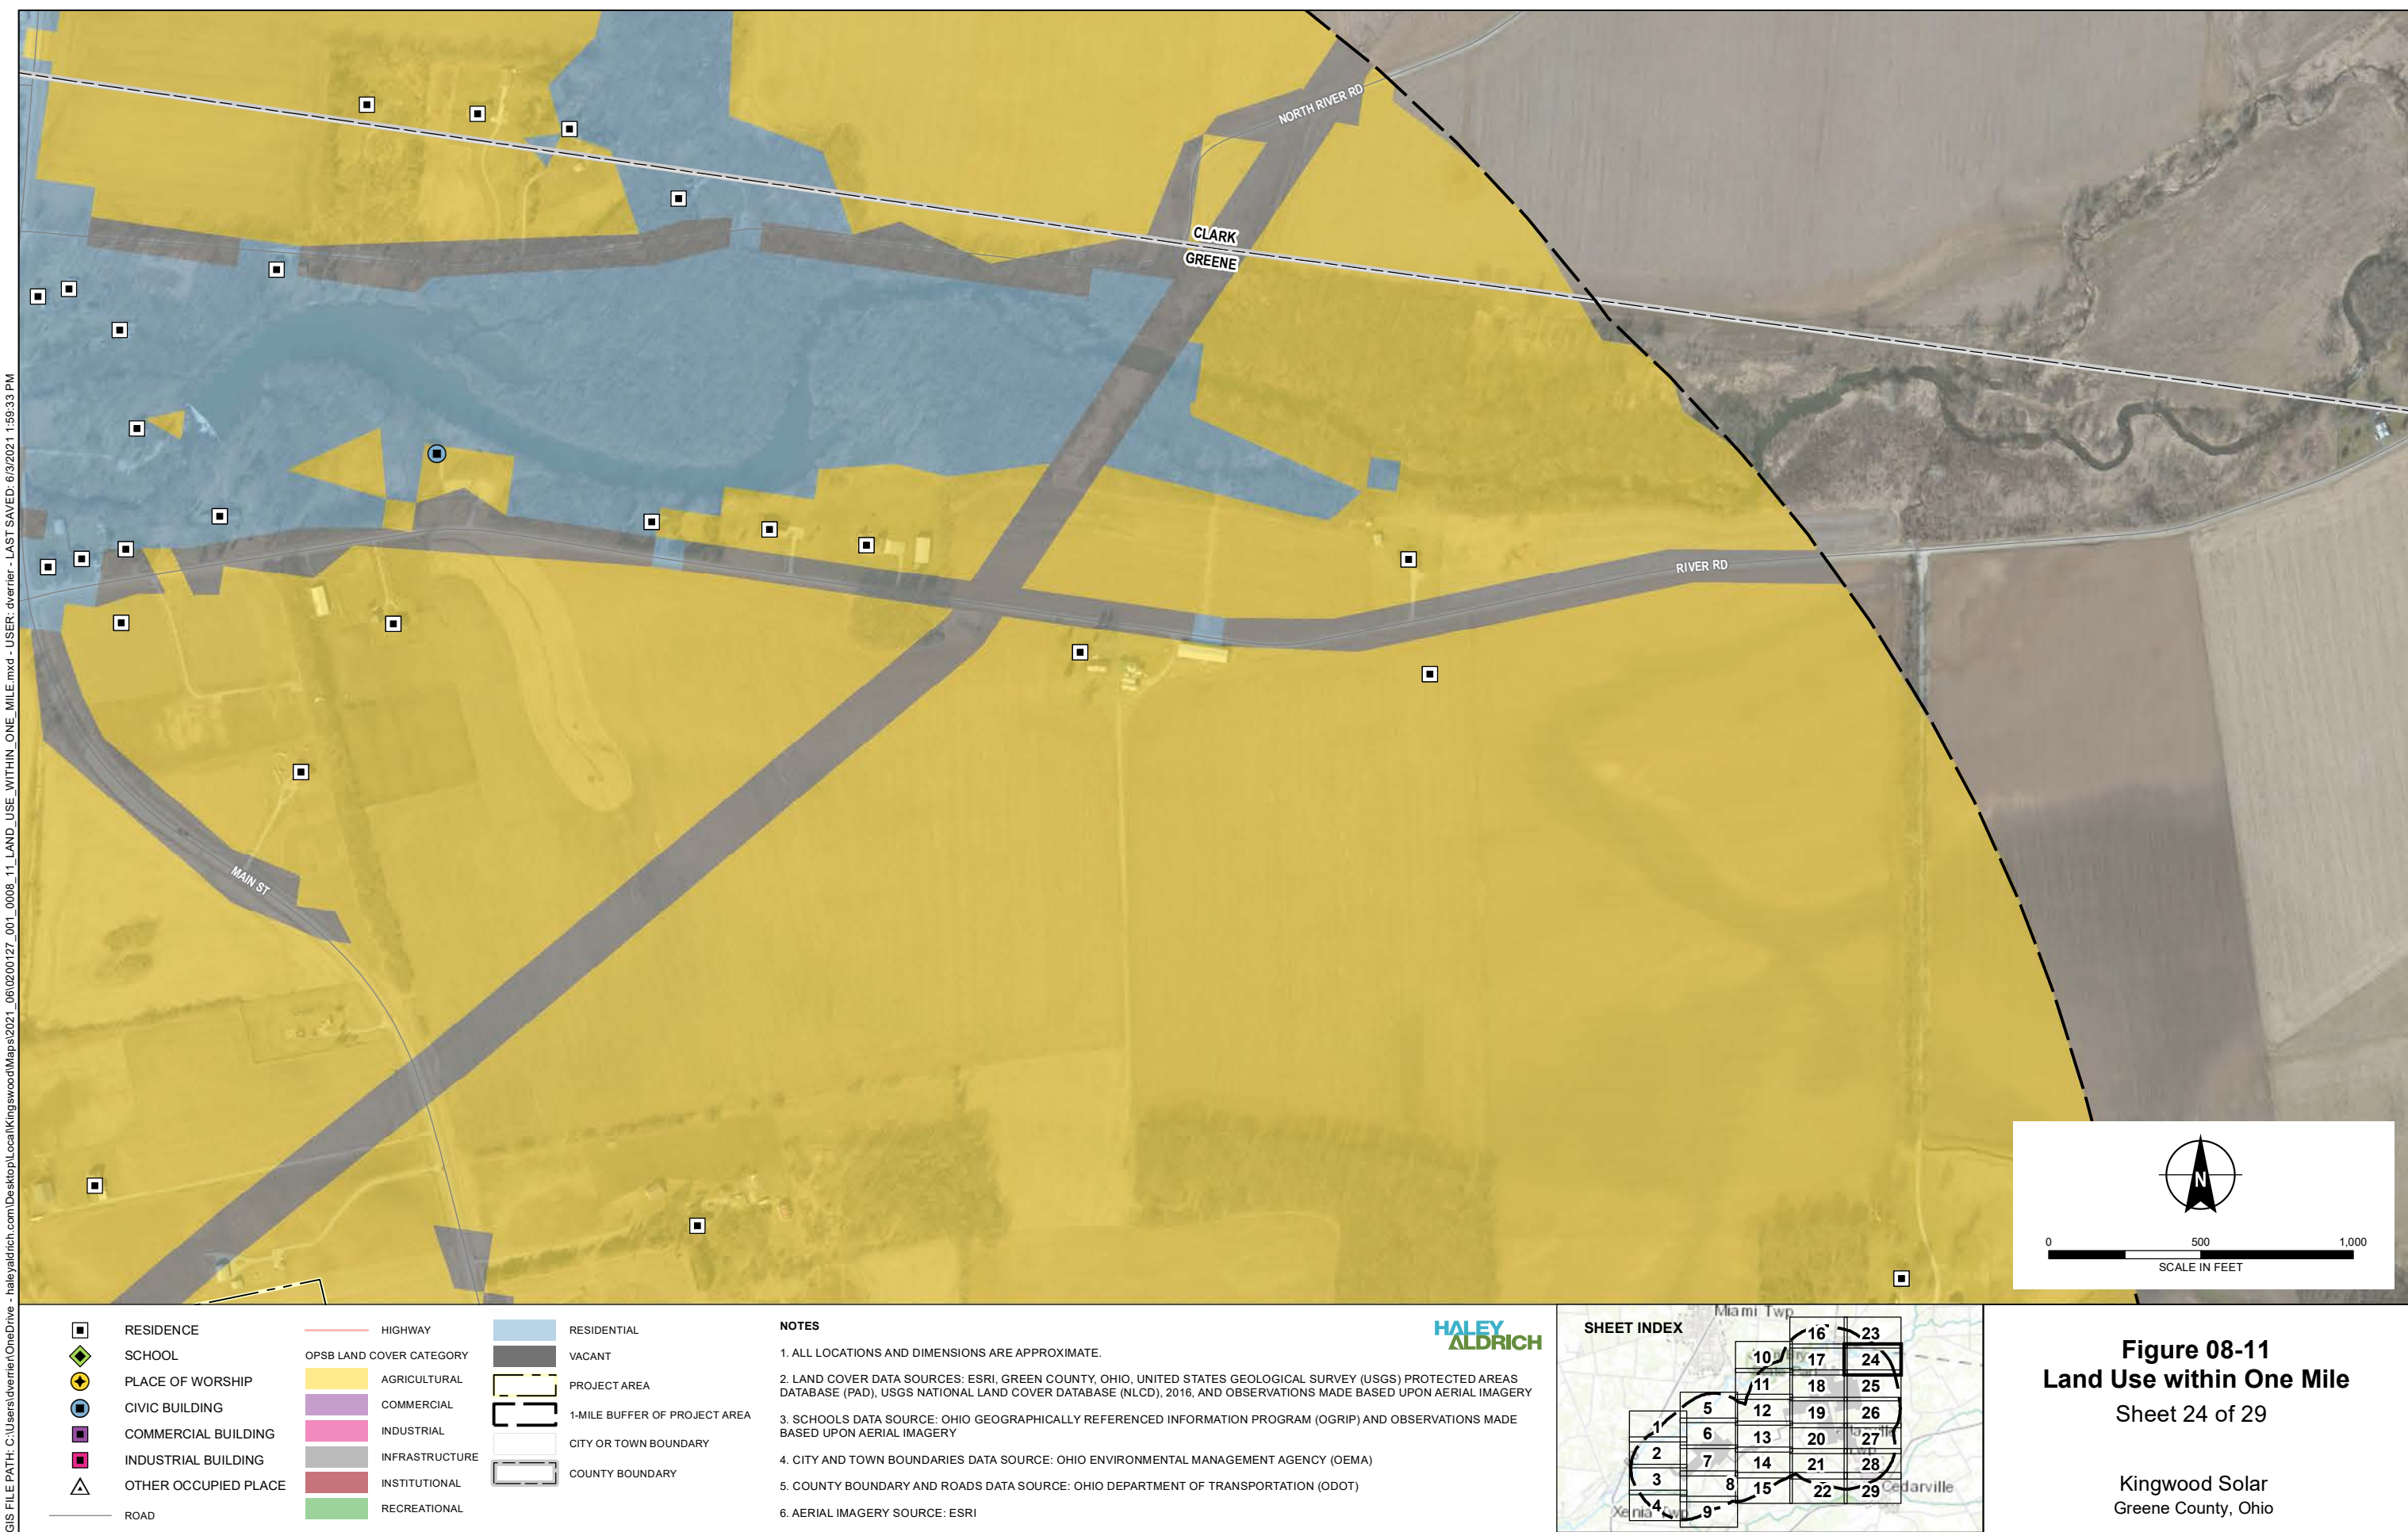 NORTH RIVER RD
CLARK
GREENE
RIVER RD
MAIN ST
N
0 500 1,000
SCALE IN FEET
GIS FILE PATH: C:\Users\dverrier\OneDrive - haleyaldrich.com\Desktop\Local\Kingswood\Maps\2021_06\0200127_001_0008_11_LAND_USE_WITHIN_ONE_MILE.mxd - USER: dverrier - LAST SAVED: 6/3/2021 1:59:33 PM
RESIDENCE
SCHOOL
PLACE OF WORSHIP
CIVIC BUILDING
COMMERCIAL BUILDING
INDUSTRIAL BUILDING
OTHER OCCUPIED PLACE
ROAD
HIGHWAY
OPSB LAND COVER CATEGORY
AGRICULTURAL
COMMERCIAL
INDUSTRIAL
INFRASTRUCTURE
INSTITUTIONAL
RECREATIONAL
RESIDENTIAL
VACANT
PROJECT AREA
1-MILE BUFFER OF PROJECT AREA
CITY OR TOWN BOUNDARY
COUNTY BOUNDARY
NOTES
1. ALL LOCATIONS AND DIMENSIONS ARE APPROXIMATE.
2. LAND COVER DATA SOURCES: ESRI, GREEN COUNTY, OHIO, UNITED STATES GEOLOGICAL SURVEY (USGS) PROTECTED AREAS
DATABASE (PAD), USGS NATIONAL LAND COVER DATABASE (NLCD), 2016, AND OBSERVATIONS MADE BASED UPON AERIAL IMAGERY
3. SCHOOLS DATA SOURCE: OHIO GEOGRAPHICALLY REFERENCED INFORMATION PROGRAM (OGRIP) AND OBSERVATIONS MADE
BASED UPON AERIAL IMAGERY
4. CITY AND TOWN BOUNDARIES DATA SOURCE: OHIO ENVIRONMENTAL MANAGEMENT AGENCY (OEMA)
5. COUNTY BOUNDARY AND ROADS DATA SOURCE: OHIO DEPARTMENT OF TRANSPORTATION (ODOT)
6. AERIAL IMAGERY SOURCE: ESRI
HALEY
ALDRICH
SHEET INDEX
Miami Twp
16 23
10 17 24
11 18 25
5 12 19 26
1 6 13 20 27
2 7 14 21 28
3 8 15 22 29 Cedarville
4 9
Xenia Twp
Figure 08-11
Land Use within One Mile
Sheet 24 of 29
Kingwood Solar
Greene County, Ohio